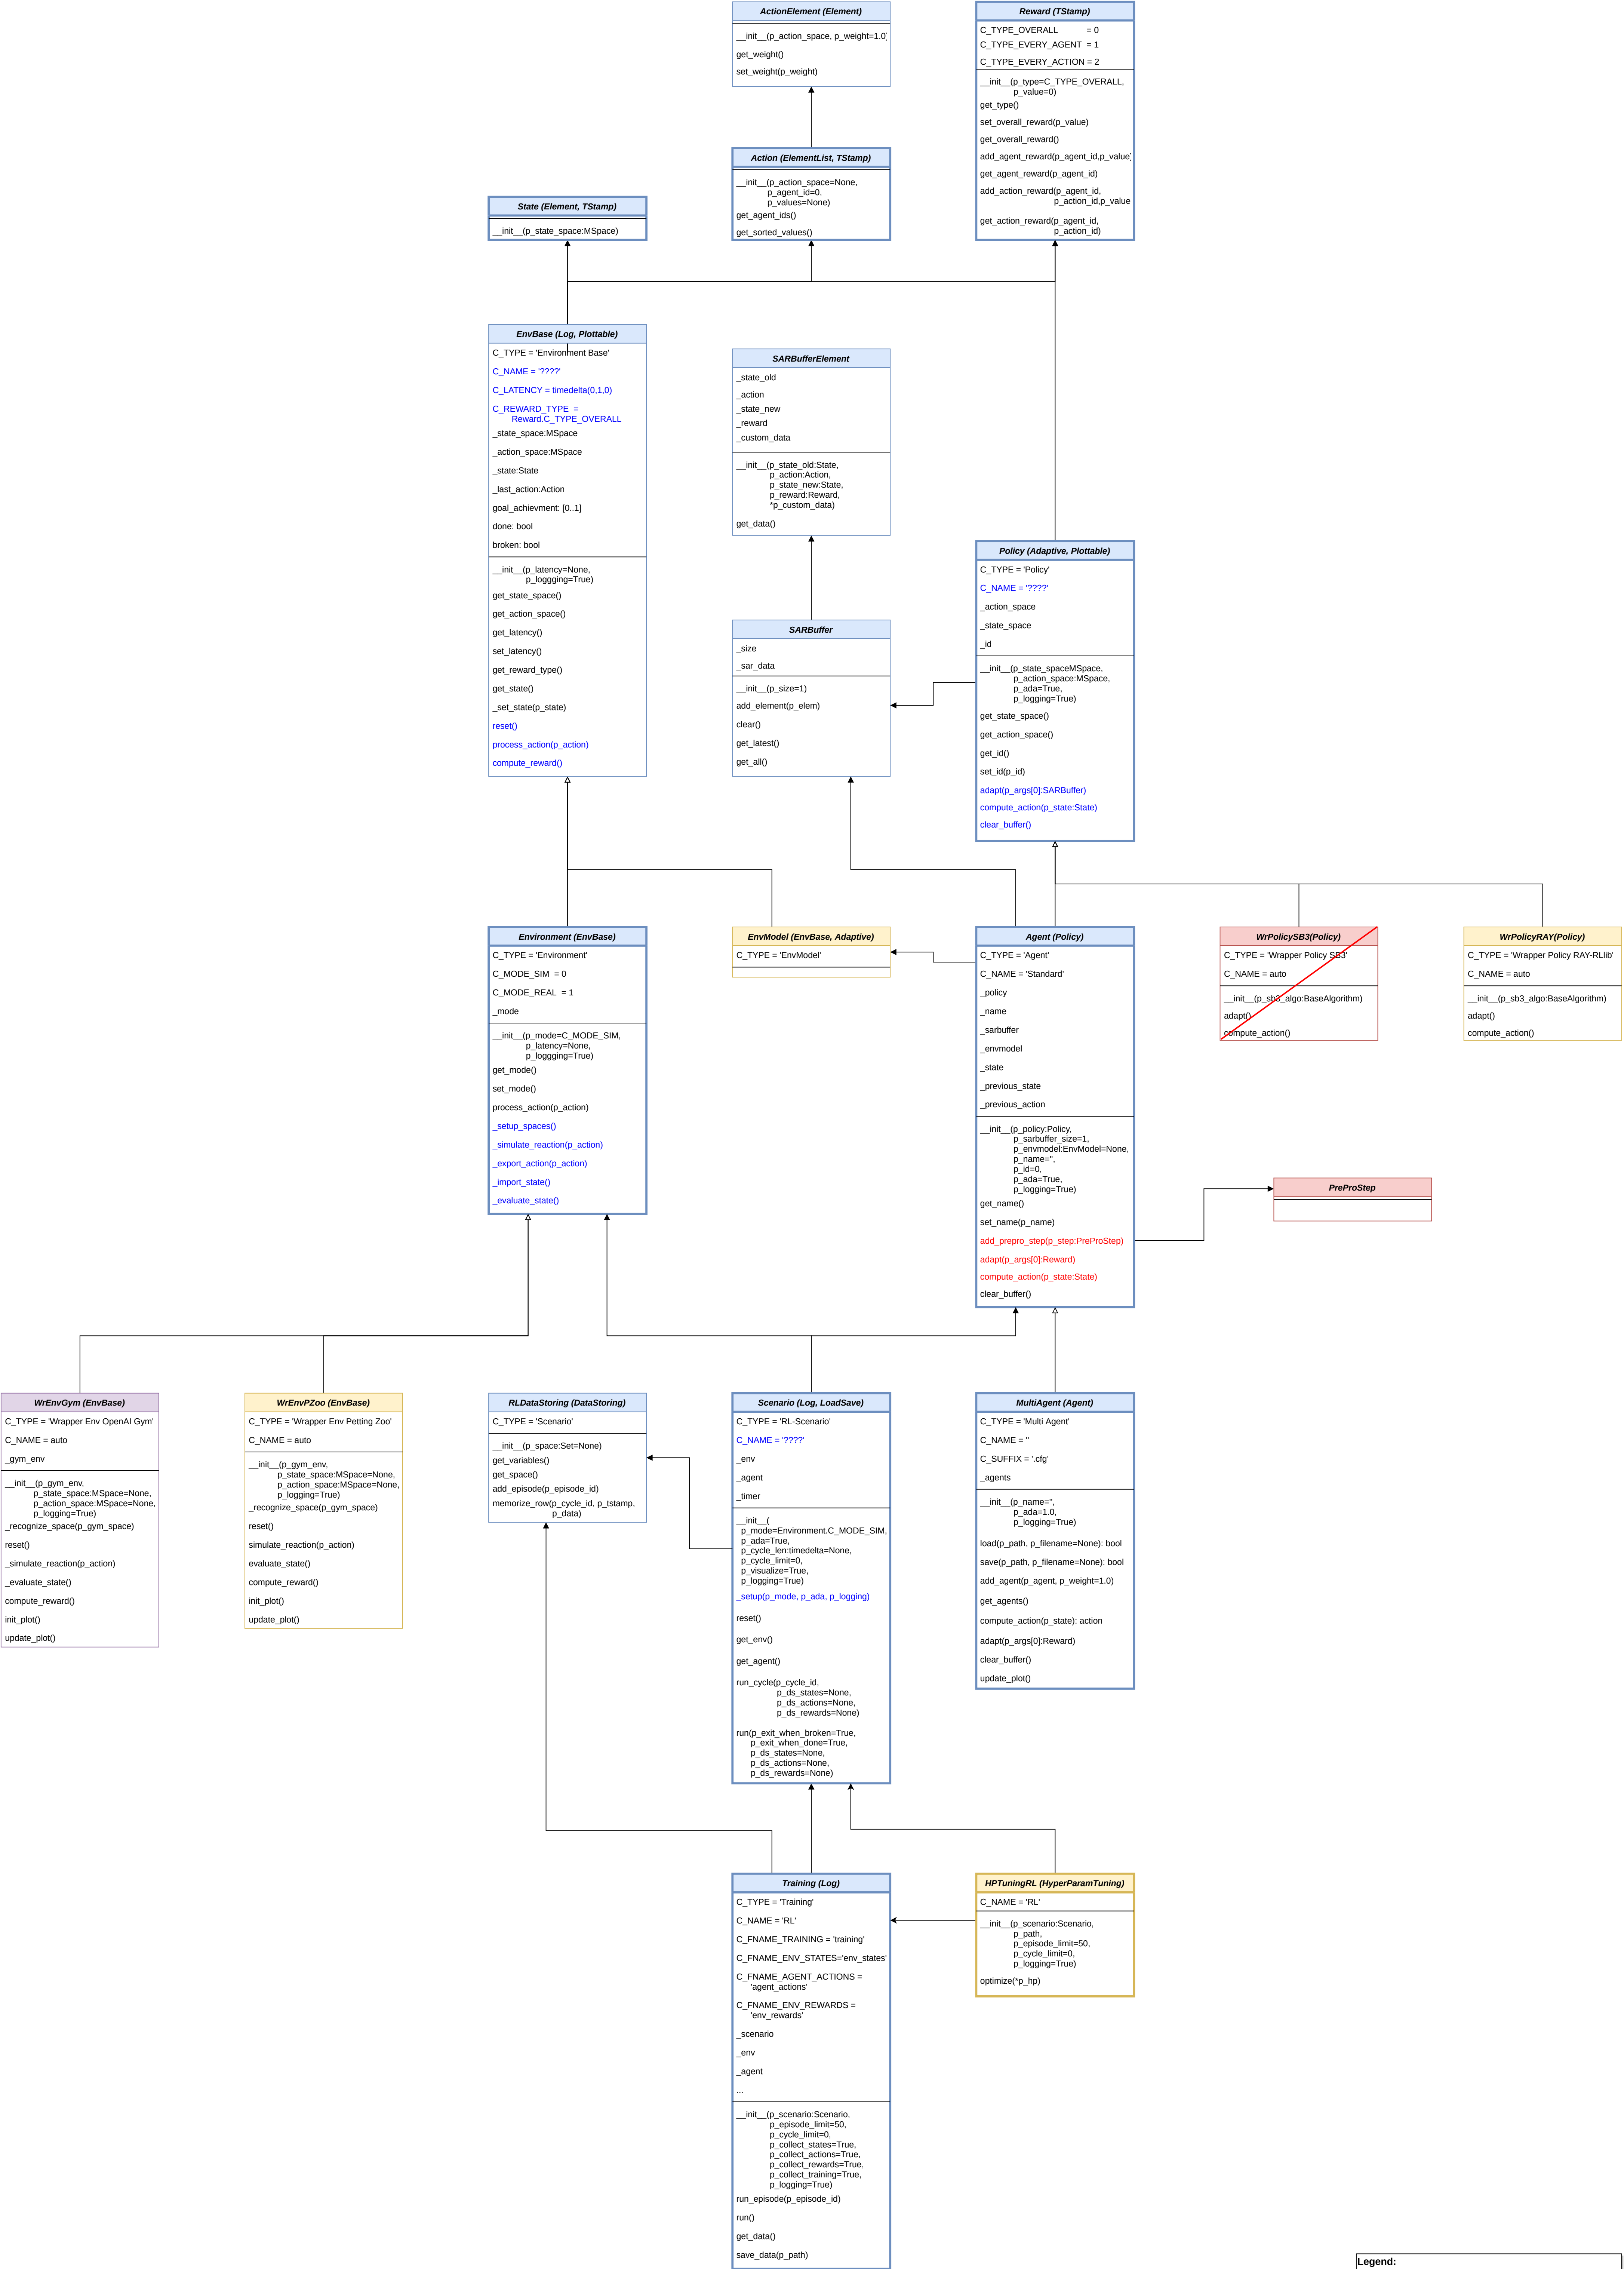 ActionElement (Element)
__init__(p_action_space, p_weight=1.0)
get_weight()
set_weight(p_weight)
Reward (TStamp)
C_TYPE_OVERALL = 0
C_TYPE_EVERY_AGENT = 1
C_TYPE_EVERY_ACTION = 2
__init__(p_type=C_TYPE_OVERALL,
p_value=0)
get_type()
set_overall_reward(p_value)
get_overall_reward()
add_agent_reward(p_agent_id,p_value)
get_agent_reward(p_agent_id)
add_action_reward(p_agent_id,
p_action_id,p_value
get_action_reward(p_agent_id,
p_action_id)
Action (ElementList, TStamp)
__init__(p_action_space=None,
p_agent_id=0,
p_values=None)
get_agent_ids()
get_sorted_values()
State (Element, TStamp)
__init__(p_state_space:MSpace)
EnvBase (Log, Plottable)
C_TYPE = 'Environment Base'
C_NAME = '????'
C_LATENCY = timedelta(0,1,0)
C_REWARD_TYPE =
Reward.C_TYPE_OVERALL
_state_space:MSpace
_action_space:MSpace
_state:State
_last_action:Action
goal_achievment: [0..1]
done: bool
broken: bool
__init__(p_latency=None,
p_loggging=True)
get_state_space()
get_action_space()
get_latency()
set_latency()
get_reward_type()
get_state()
_set_state(p_state)
reset()
process_action(p_action)
compute_reward()
SARBufferElement
_state_old
_action
_state_new
_reward
_custom_data
__init__(p_state_old:State,
p_action:Action,
p_state_new:State,
p_reward:Reward,
*p_custom_data)
get_data()
SARBuffer
_size
_sar_data
__init__(p_size=1)
add_element(p_elem)
clear()
get_latest()
get_all()
Policy (Adaptive, Plottable)
C_TYPE = 'Policy'
C_NAME = '????'
_action_space
_state_space
_id
__init__(p_state_spaceMSpace,
p_action_space:MSpace,
p_ada=True,
p_logging=True)
get_state_space()
get_action_space()
get_id()
set_id(p_id)
adapt(p_args[0]:SARBuffer)
compute_action(p_state:State)
clear_buffer()
Environment (EnvBase)
C_TYPE = 'Environment'
C_MODE_SIM = 0
C_MODE_REAL = 1
_mode
__init__(p_mode=C_MODE_SIM,
p_latency=None,
p_loggging=True)
get_mode()
set_mode()
process_action(p_action)
_setup_spaces()
_simulate_reaction(p_action)
_export_action(p_action)
_import_state()
_evaluate_state()
EnvModel (EnvBase, Adaptive)
C_TYPE = 'EnvModel'
Agent (Policy)
C_TYPE = 'Agent'
C_NAME = 'Standard'
_policy
_name
_sarbuffer
_envmodel
_state
_previous_state
_previous_action
__init__(p_policy:Policy,
p_sarbuffer_size=1,
p_envmodel:EnvModel=None,
p_name='',
p_id=0,
p_ada=True,
p_logging=True)
get_name()
set_name(p_name)
add_prepro_step(p_step:PreProStep)
adapt(p_args[0]:Reward)
compute_action(p_state:State)
clear_buffer()
WrPolicySB3(Policy)
C_TYPE = 'Wrapper Policy SB3'
C_NAME = auto
__init__(p_sb3_algo:BaseAlgorithm)
adapt()
compute_action()
WrPolicyRAY(Policy)
C_TYPE = 'Wrapper Policy RAY-RLlib'
C_NAME = auto
__init__(p_sb3_algo:BaseAlgorithm)
adapt()
compute_action()
PreProStep
WrEnvGym (EnvBase)
C_TYPE = 'Wrapper Env OpenAI Gym'
C_NAME = auto
_gym_env
__init__(p_gym_env,
p_state_space:MSpace=None,
p_action_space:MSpace=None,
p_logging=True)
_recognize_space(p_gym_space)
reset()
_simulate_reaction(p_action)
_evaluate_state()
compute_reward()
init_plot()
update_plot()
WrEnvPZoo (EnvBase)
C_TYPE = 'Wrapper Env Petting Zoo'
C_NAME = auto
__init__(p_gym_env,
p_state_space:MSpace=None,
p_action_space:MSpace=None,
p_logging=True)
_recognize_space(p_gym_space)
reset()
simulate_reaction(p_action)
evaluate_state()
compute_reward()
init_plot()
update_plot()
RLDataStoring (DataStoring)
C_TYPE = 'Scenario'
__init__(p_space:Set=None)
get_variables()
get_space()
add_episode(p_episode_id)
memorize_row(p_cycle_id, p_tstamp,
p_data)
Scenario (Log, LoadSave)
C_TYPE = 'RL-Scenario'
C_NAME = '????'
_env
_agent
_timer
__init__(
p_mode=Environment.C_MODE_SIM,
p_ada=True,
p_cycle_len:timedelta=None,
p_cycle_limit=0,
p_visualize=True,
p_logging=True)
_setup(p_mode, p_ada, p_logging)
reset()
get_env()
get_agent()
run_cycle(p_cycle_id,
p_ds_states=None,
p_ds_actions=None,
p_ds_rewards=None)
run(p_exit_when_broken=True,
p_exit_when_done=True,
p_ds_states=None,
p_ds_actions=None,
p_ds_rewards=None)
MultiAgent (Agent)
C_TYPE = 'Multi Agent'
C_NAME = ''
C_SUFFIX = '.cfg'
_agents
__init__(p_name='',
p_ada=1.0,
p_logging=True)
load(p_path, p_filename=None): bool
save(p_path, p_filename=None): bool
add_agent(p_agent, p_weight=1.0)
get_agents()
compute_action(p_state): action
adapt(p_args[0]:Reward)
clear_buffer()
update_plot()
Training (Log)
C_TYPE = 'Training'
C_NAME = 'RL'
C_FNAME_TRAINING = 'training'
C_FNAME_ENV_STATES='env_states'
C_FNAME_AGENT_ACTIONS =
'agent_actions'
C_FNAME_ENV_REWARDS =
'env_rewards'
_scenario
_env
_agent
...
__init__(p_scenario:Scenario,
p_episode_limit=50,
p_cycle_limit=0,
p_collect_states=True,
p_collect_actions=True,
p_collect_rewards=True,
p_collect_training=True,
p_logging=True)
run_episode(p_episode_id)
run()
get_data()
save_data(p_path)
HPTuningRL (HyperParamTuning)
C_NAME = 'RL'
__init__(p_scenario:Scenario,
p_path,
p_episode_limit=50,
p_cycle_limit=0,
p_logging=True)
optimize(*p_hp)
Legend: